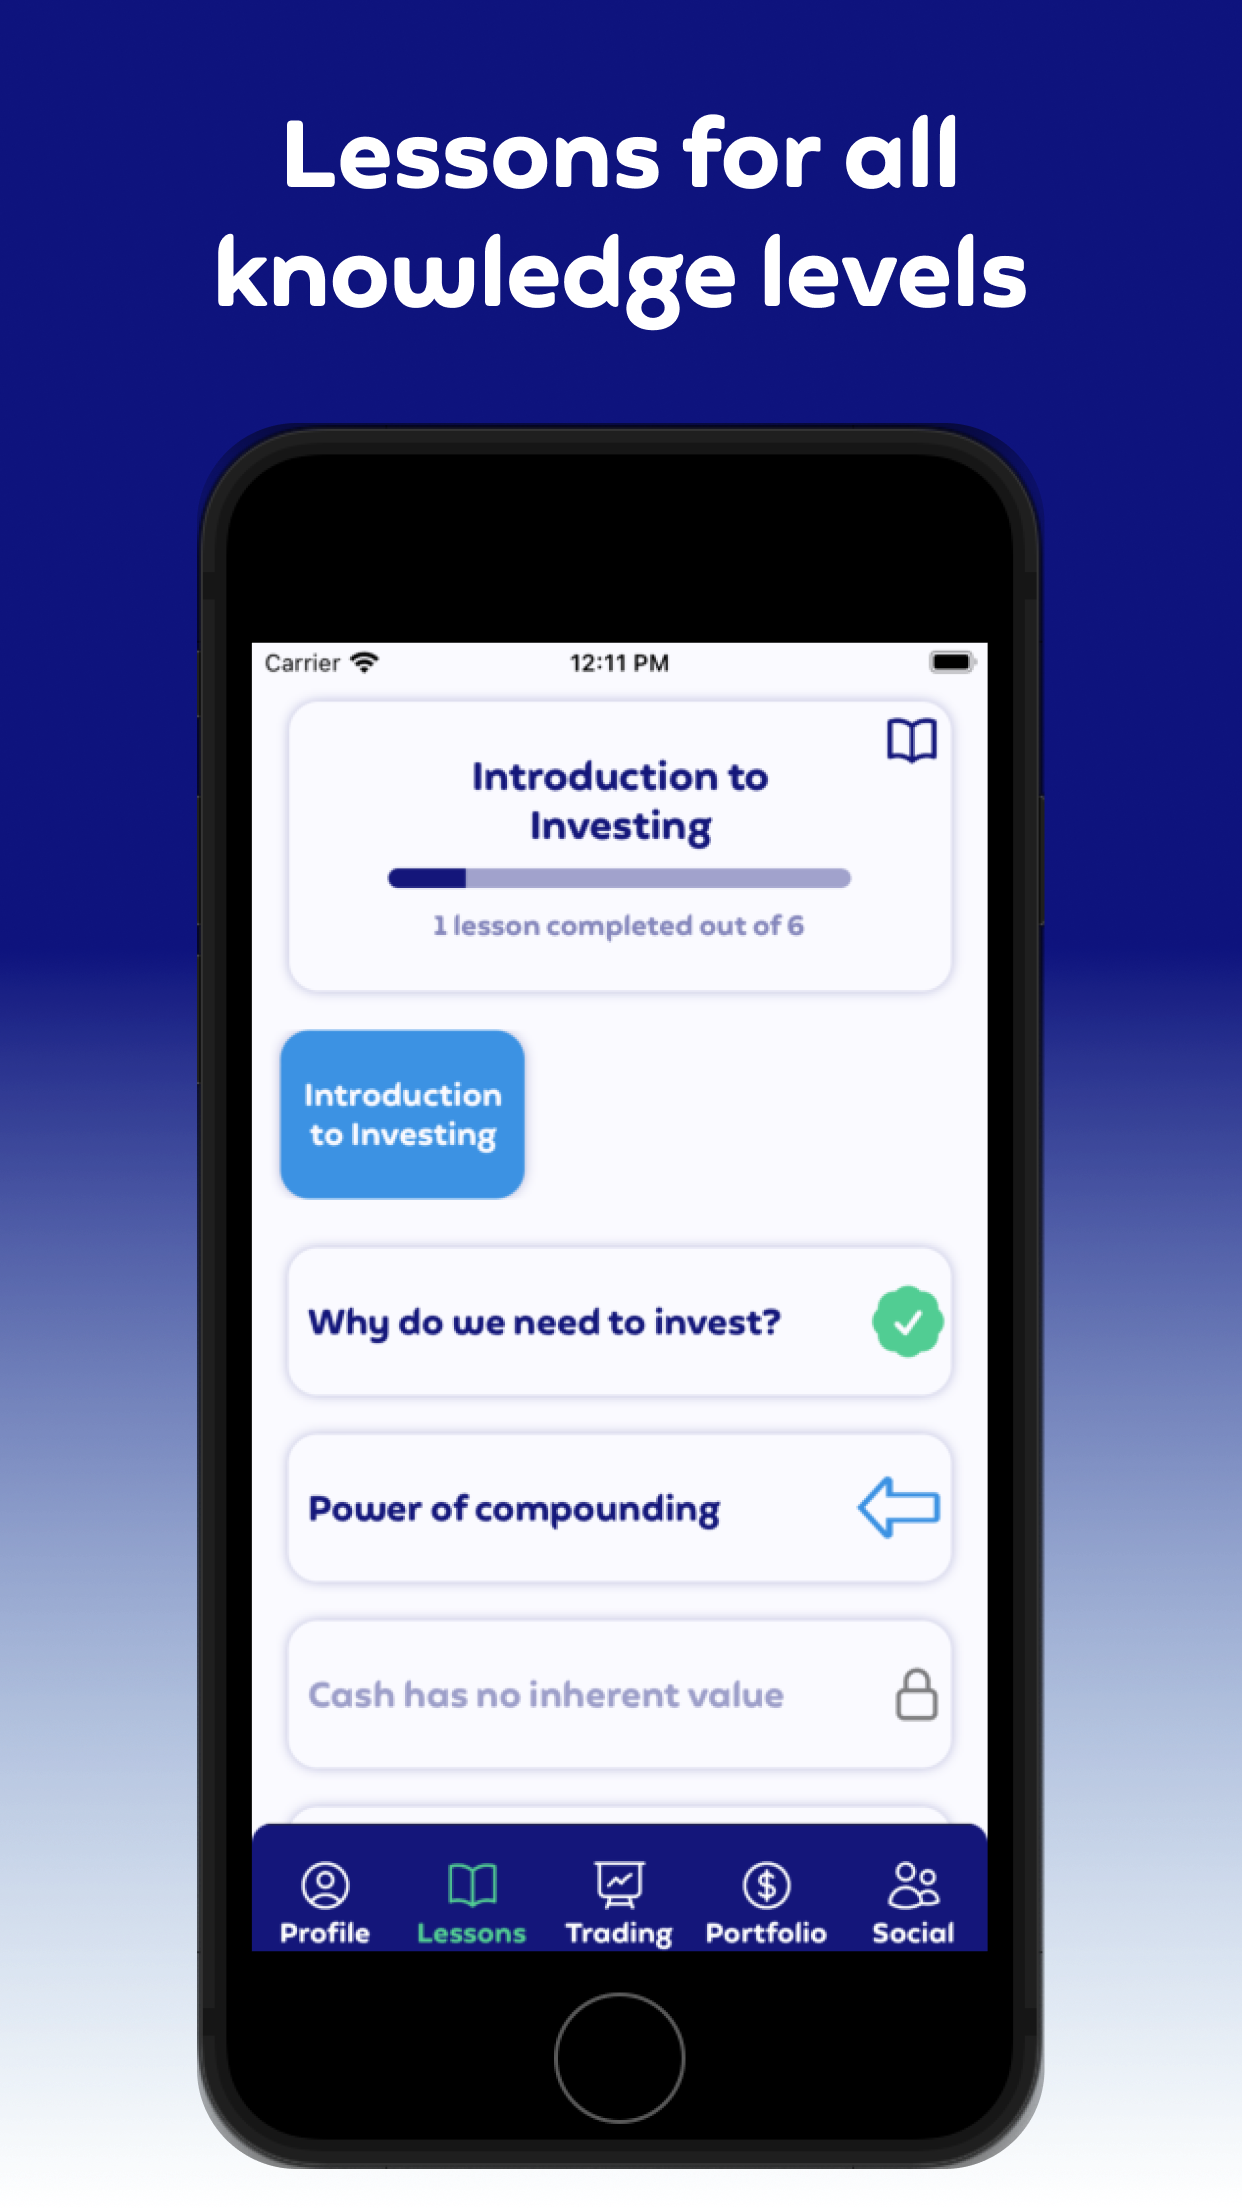 Lessons for all
knowledge levels
Carrier
12:11 PM
Introduction to
Investing
1 lesson completed out of 6
Introduction
to Investing
Why do we need to invest?
Power of compounding
Cash has no inherent value
Profile
Lessons
Trading
Portfolio
Social